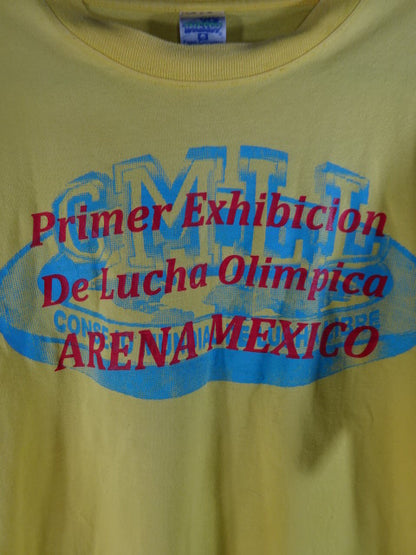 CMLL
Primer Exhibicion
De Lucha Olimpica
ARENA MEXICO